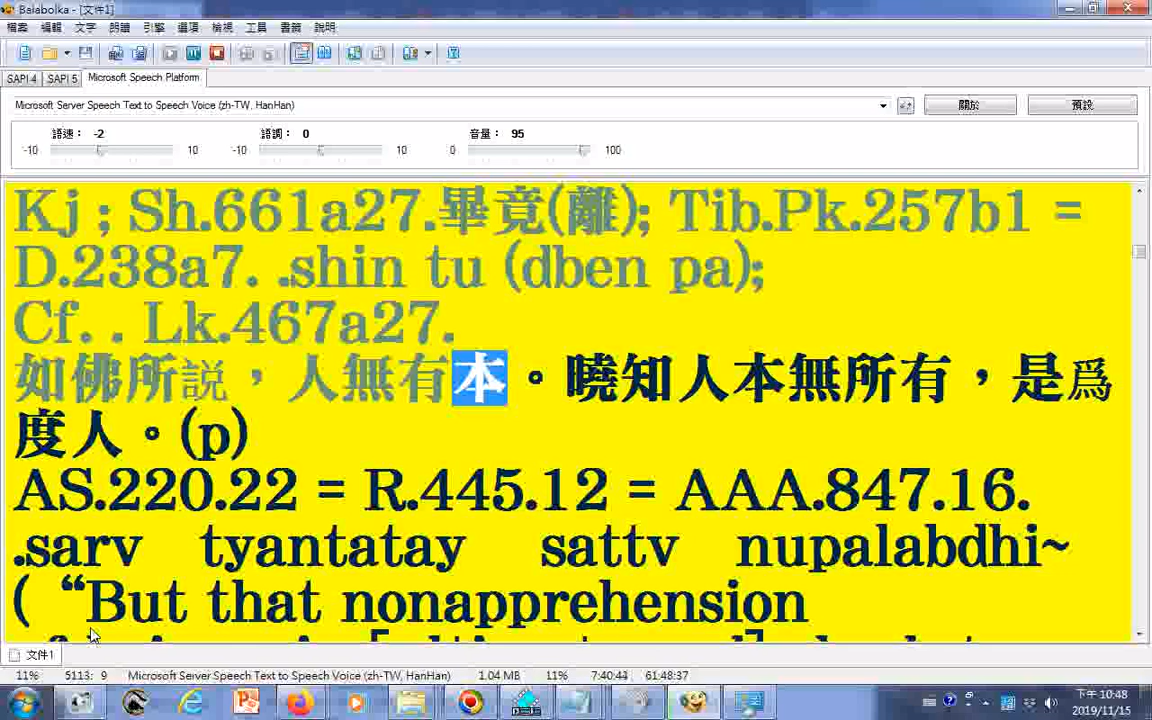 Balabolka - [文件1]
檔案 編輯 文字 朗讀 引擎 選項 檢視 工具 書籤 說明
SAPI 4 SAPI 5 Microsoft Speech Platform
Microsoft Server Speech Text to Speech Voice (zh-TW, HanHan) 關於 預設
語速： -2 語調： 0 音量： 95
-10 10 -10 10 0 100
Kj ; Sh.661a27.畢竟(離); Tib.Pk.257b1 =
D.238a7. .shin tu (dben pa);
Cf. . Lk.467a27.
如佛所説，人無有本。曉知人本無所有，是爲
度人。(p)
AS.220.22 = R.445.12 = AAA.847.16.
.sarv tyantatay sattv nupalabdhi~
( “But that nonapprehension
文件1
11% 5113: 9 Microsoft Server Speech Text to Speech Voice (zh-TW, HanHan) 1.04 MB 11% 7:40:44 61:48:37
下午 10:48
2019/11/15